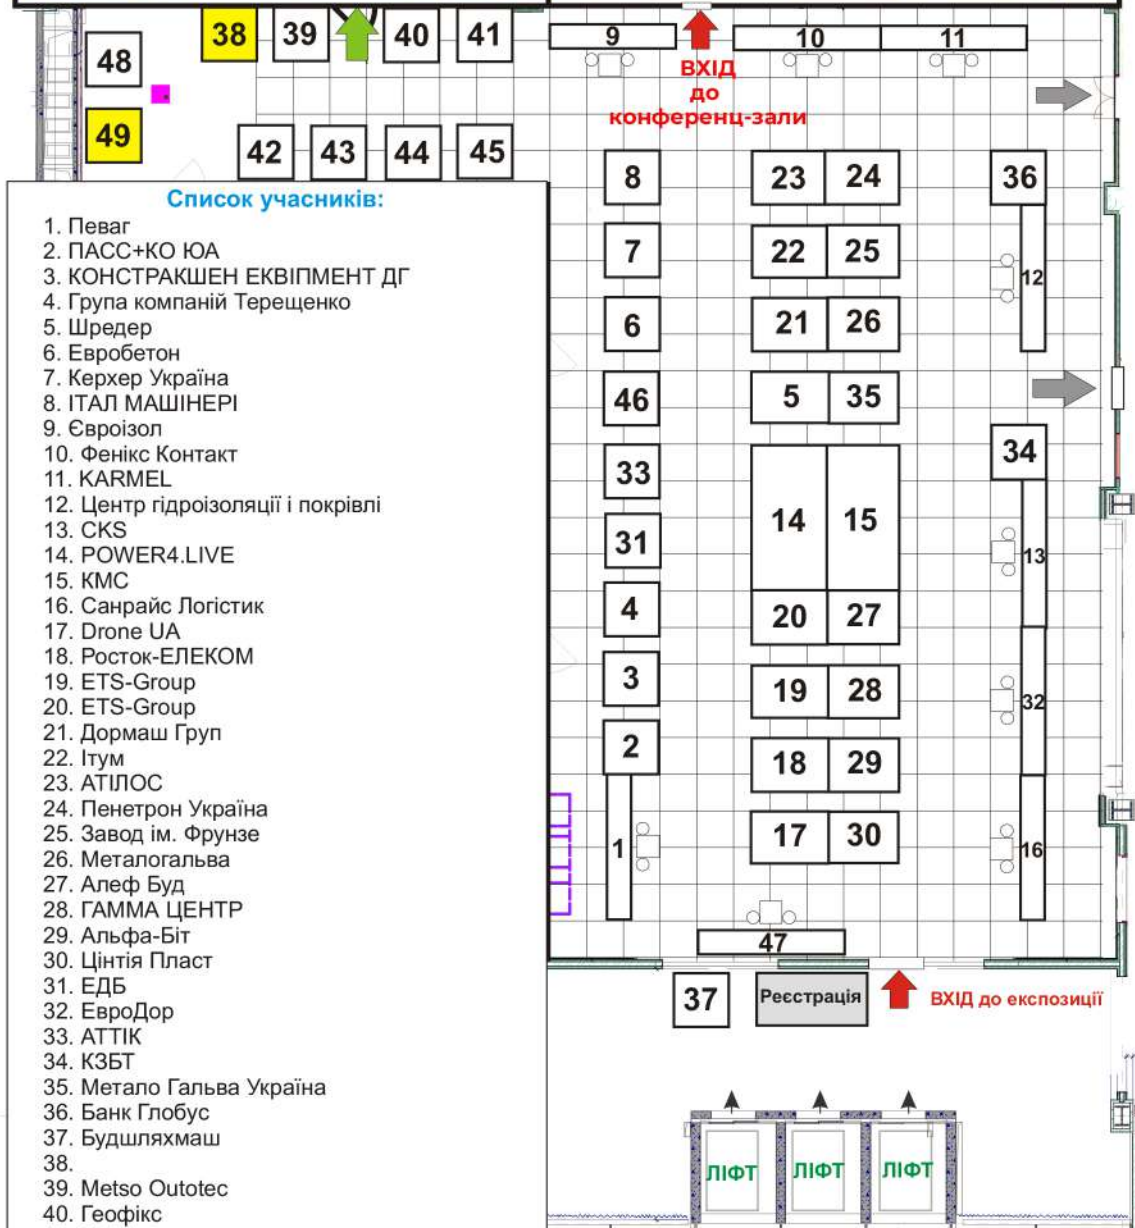 38 39 40 41
48
49
42 43 44 45
9 10 11
ВХІД
до
конференц-зали
8 23 24 36
7 22 25 12
6 21 26
46 5 35
33 34
14 15
31 13
4 20 27
3 19 28 32
2 18 29
1 17 30 16
47
37 Реєстрація ВХІД до експозиції
ЛІФТ ЛІФТ ЛІФТ
Список учасників:
1. Певаг
2. ПАСС+КО ЮА
3. КОНСТРАКШЕН ЕКВІПМЕНТ ДГ
4. Група компаній Терещенко
5. Шредер
6. Евробетон
7. Керхер Україна
8. ІТАЛ МАШІНЕРІ
9. Євроізол
10. Фенікс Контакт
11. KARMEL
12. Центр гідроізоляції і покрівлі
13. CKS
14. POWER4.LIVE
15. КМС
16. Санрайс Логістик
17. Drone UA
18. Росток-ЕЛЕКОМ
19. ETS-Group
20. ETS-Group
21. Дормаш Груп
22. Ітум
23. АТІЛОС
24. Пенетрон Україна
25. Завод ім. Фрунзе
26. Металогальва
27. Алеф Буд
28. ГАММА ЦЕНТР
29. Альфа-Біт
30. Цінтія Пласт
31. ЕДБ
32. ЕвроДор
33. АТТІК
34. КЗБТ
35. Метало Гальва Україна
36. Банк Глобус
37. Будшляхмаш
38.
39. Metso Outotec
40. Геофікс